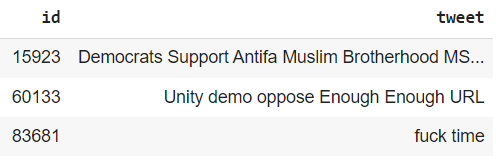 id tweet
15923 Democrats Support Antifa Muslim Brotherhood MS...
60133 Unity demo oppose Enough Enough URL
83681 fuck time